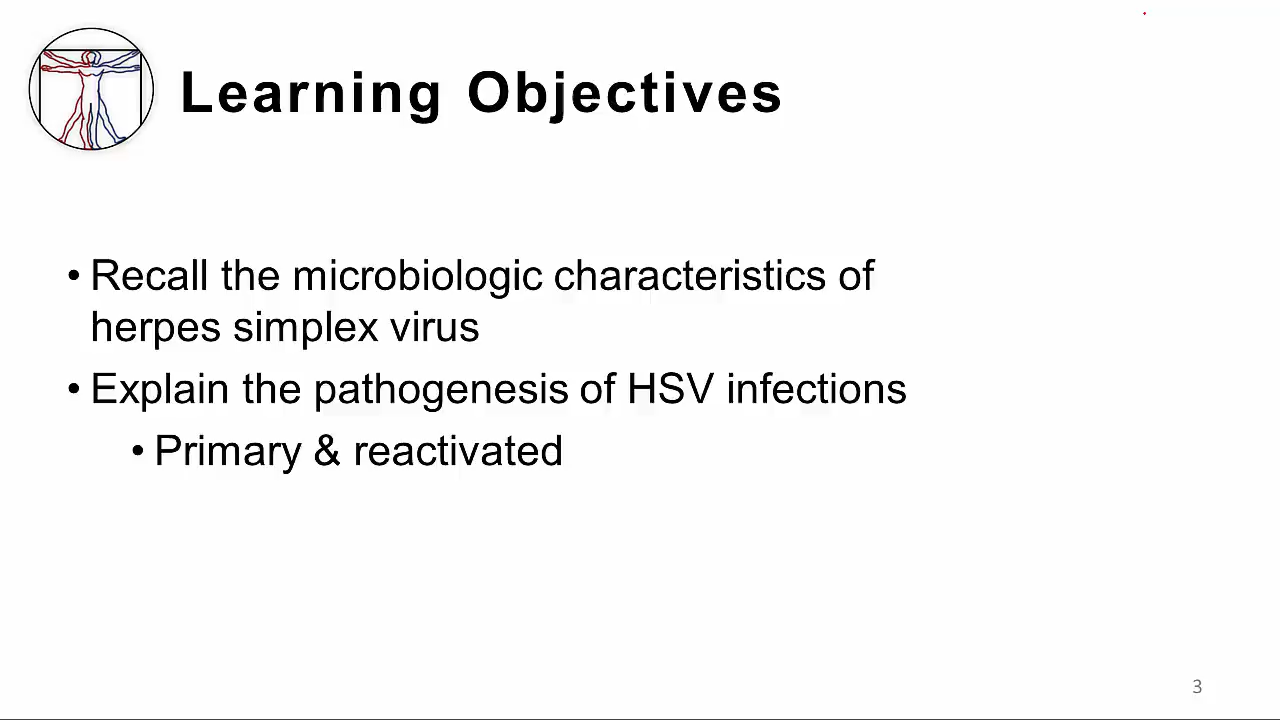 Learning Objectives
• Recall the microbiologic characteristics of
herpes simplex virus
• Explain the pathogenesis of HSV infections
• Primary & reactivated
3